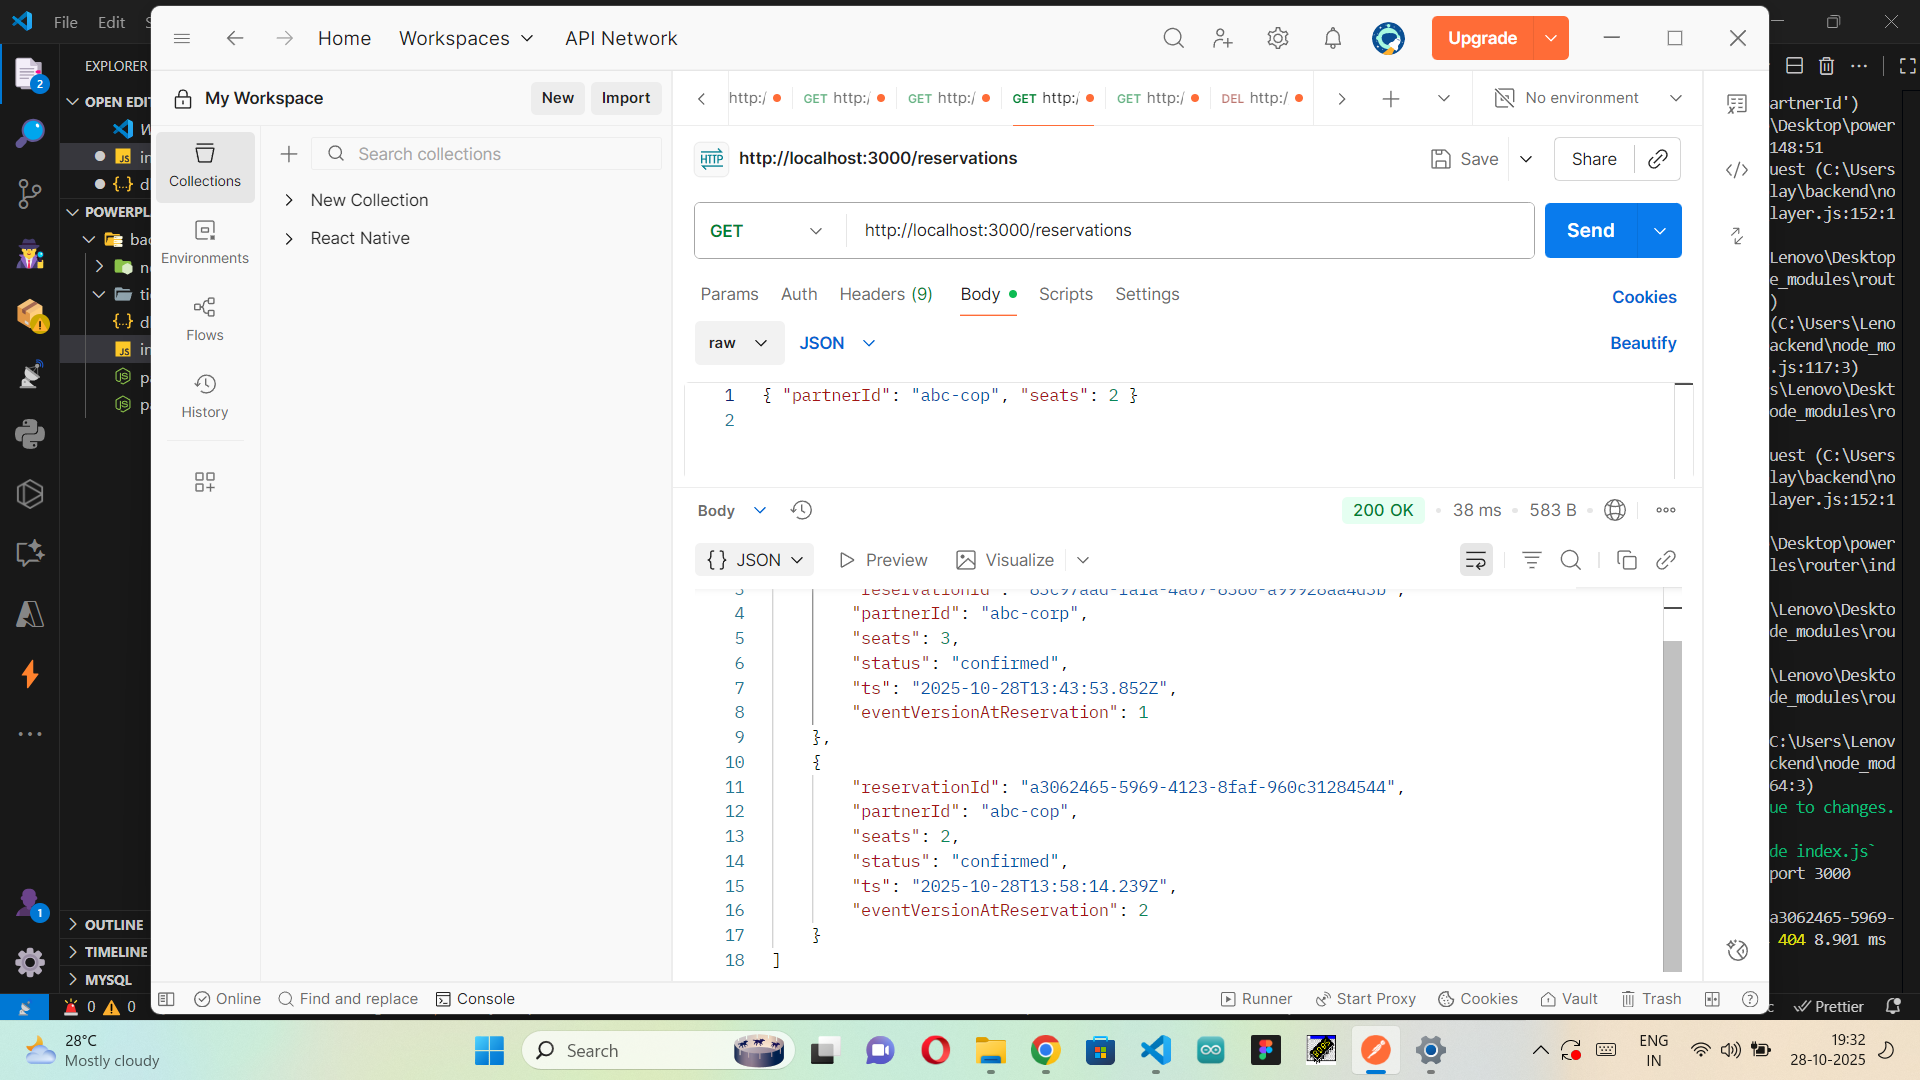 File Edit
EXPLORER
OPEN EDIT
POWERPL
OUTLINE
TIMELINE
MYSQL
0 0
Home Workspaces API Network
Upgrade
My Workspace
New Import
Collections
Environments
Flows
History
Search collections
New Collection
React Native
http:/ GET http:/ GET http:/ GET http:/ GET http:/ DEL http:/
No environment
HTTP http://localhost:3000/reservations
Save Share
GET http://localhost:3000/reservations
Send
Params Auth Headers (9) Body Scripts Settings
Cookies
raw JSON
Beautify
1 { "partnerId": "abc-cop", "seats": 2 }
2
Body
200 OK 38 ms 583 B
{} JSON Preview Visualize
4 "partnerId": "abc-corp",
5 "seats": 3,
6 "status": "confirmed",
7 "ts": "2025-10-28T13:43:53.852Z",
8 "eventVersionAtReservation": 1
9 },
10 {
11 "reservationId": "a3062465-5969-4123-8faf-960c31284544",
12 "partnerId": "abc-cop",
13 "seats": 2,
14 "status": "confirmed",
15 "ts": "2025-10-28T13:58:14.239Z",
16 "eventVersionAtReservation": 2
17 }
18 ]
Online Find and replace Console
Runner Start Proxy Cookies Vault Trash
artnerId')
\Desktop\power
148:51
uest (C:\Users
lay\backend\no
layer.js:152:1
Lenovo\Desktop
e_modules\rout
)
(C:\Users\Leno
ackend\node_mo
.js:117:3)
s\Lenovo\Deskt
ode_modules\ro
uest (C:\Users
lay\backend\no
layer.js:152:1
\Desktop\power
les\router\ind
\Lenovo\Deskto
de_modules\rou
\Lenovo\Deskto
de_modules\rou
C:\Users\Lenov
ckend\node_mod
64:3)
ue to changes.
de index.js`
port 3000
a3062465-5969-
404 8.901 ms
Prettier
28°C
Mostly cloudy
Search
ENG
IN
19:32
28-10-2025